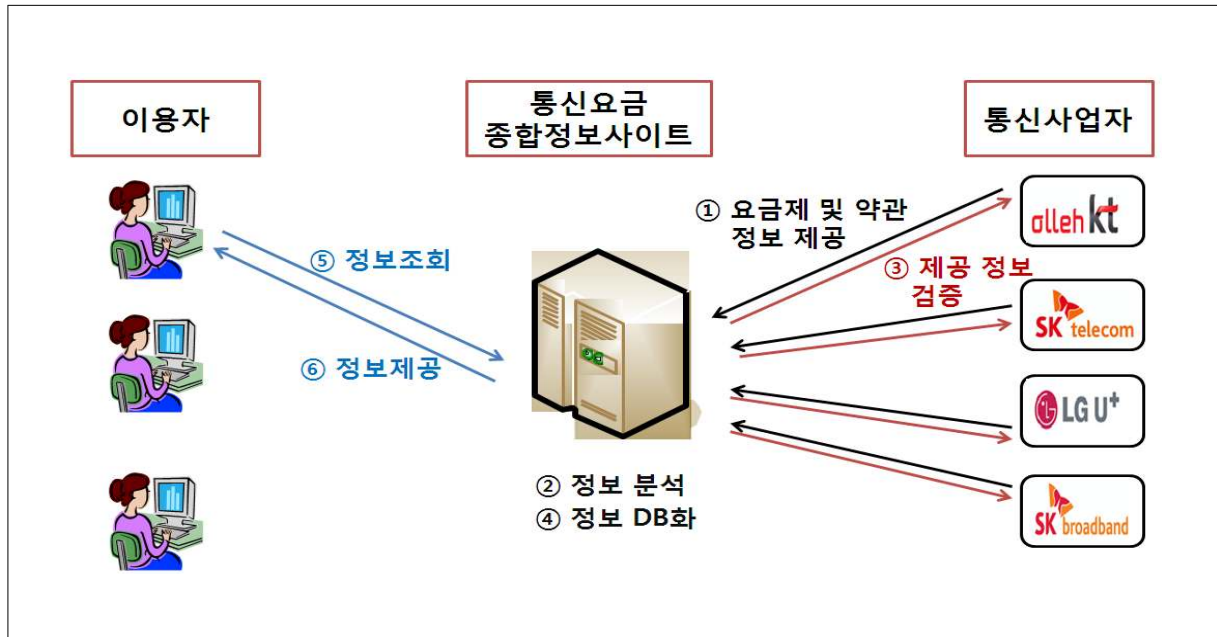 이용자
통신요금
종합정보사이트
통신사업자
① 요금제 및 약관
정보 제공
olleh kt
⑤ 정보조회
③ 제공 정보
검증
SK telecom
⑥ 정보제공
LG U+
② 정보 분석
④ 정보 DB화
SK broadband